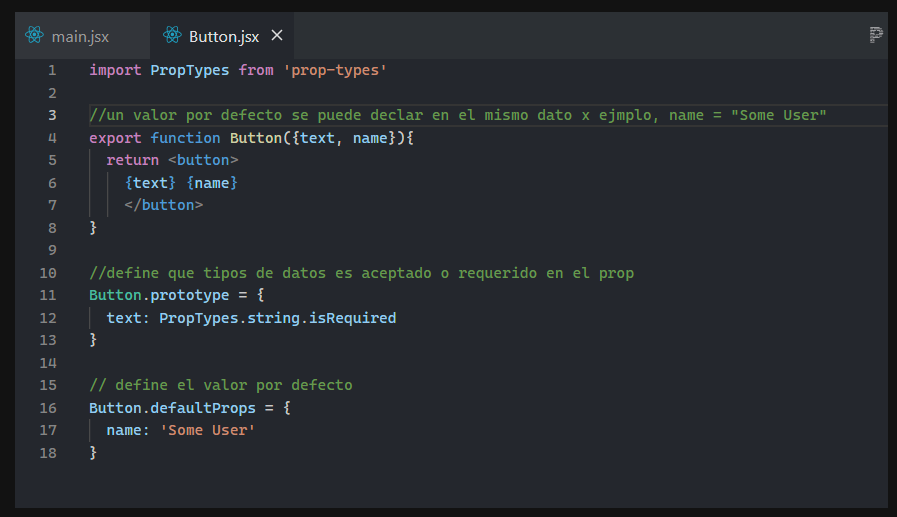 main.jsx Button.jsx
1 import PropTypes from 'prop-types'
2
3 //un valor por defecto se puede declrar en el mismo dato x ejmplo, name = "Some User"
4 export function Button({text, name}){
5 return <button>
6 {text} {name}
7 </button>
8 }
9
10 //define que tipos de datos es aceptado o requerido en el prop
11 Button.prototype = {
12 text: PropTypes.string.isRequired
13 }
14
15 // define el valor por defecto
16 Button.defaultProps = {
17 name: 'Some User'
18 }